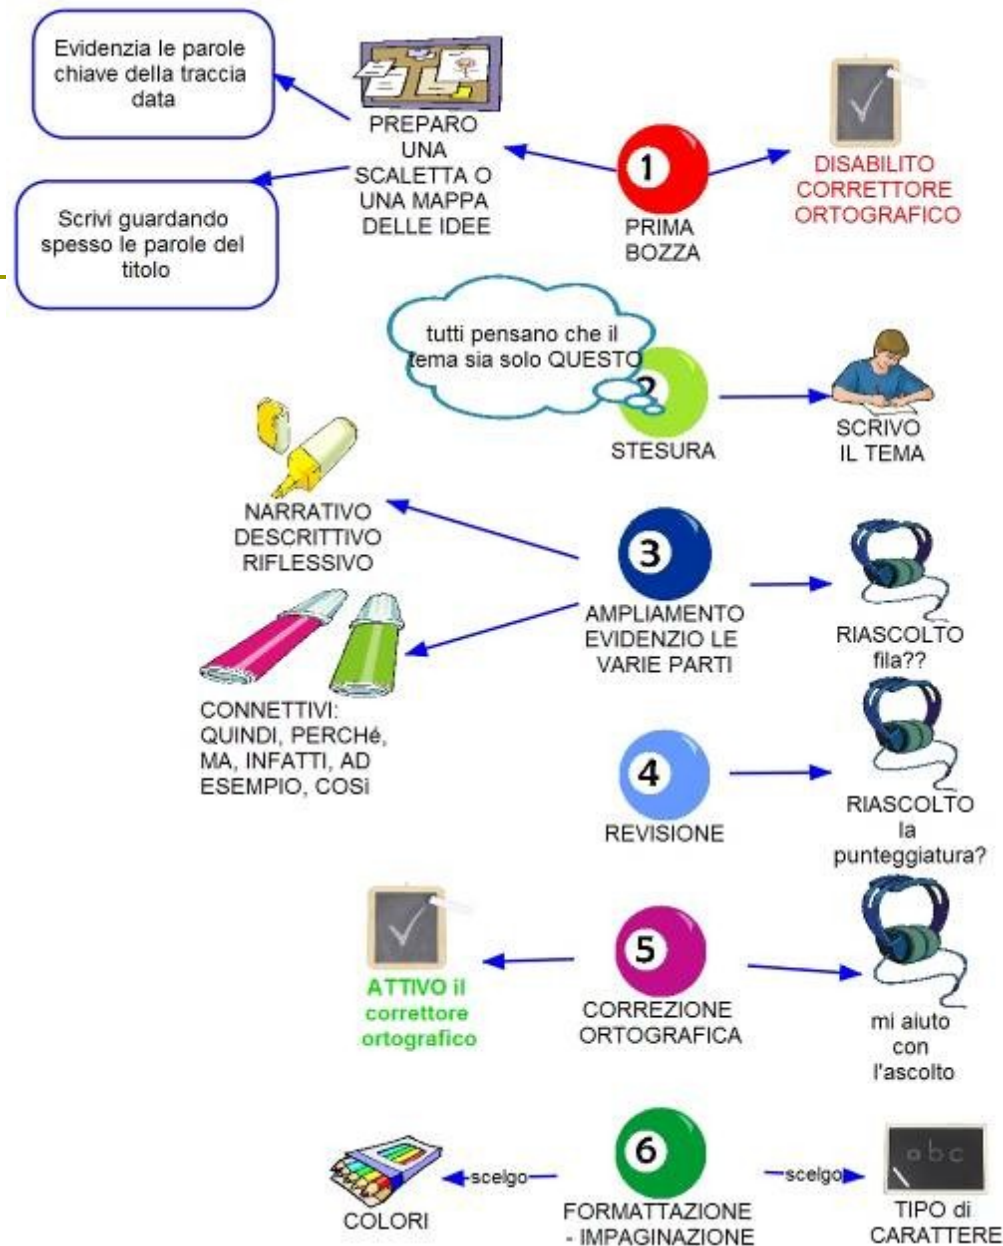 Evidenzia le parole
chiave della traccia
data
PREPARO
UNA
SCALETTA O
UNA MAPPA
DELLE IDEE
Scrivi guardando
spesso le parole del
titolo
1
PRIMA
BOZZA
DISABILITO
CORRETTORE
ORTOGRAFICO
tutti pensano che il
tema sia solo QUESTO
2
STESURA
SCRIVO
IL TEMA
NARRATIVO
DESCRITTIVO
RIFLESSIVO
3
AMPLIAMENTO
EVIDENZIO LE
VARIE PARTI
RIASCOLTO
fila??
CONNETTIVI:
QUINDI, PERCHé,
MA, INFATTI, AD
ESEMPIO, COSì
4
REVISIONE
RIASCOLTO
la
punteggiatura?
ATTIVO il
correttore
ortografico
5
CORREZIONE
ORTOGRAFICA
mi aiuto
con
l'ascolto
COLORI
scelgo
6
FORMATTAZIONE
- IMPAGINAZIONE
scelgo
abc
TIPO di
CARATTERE